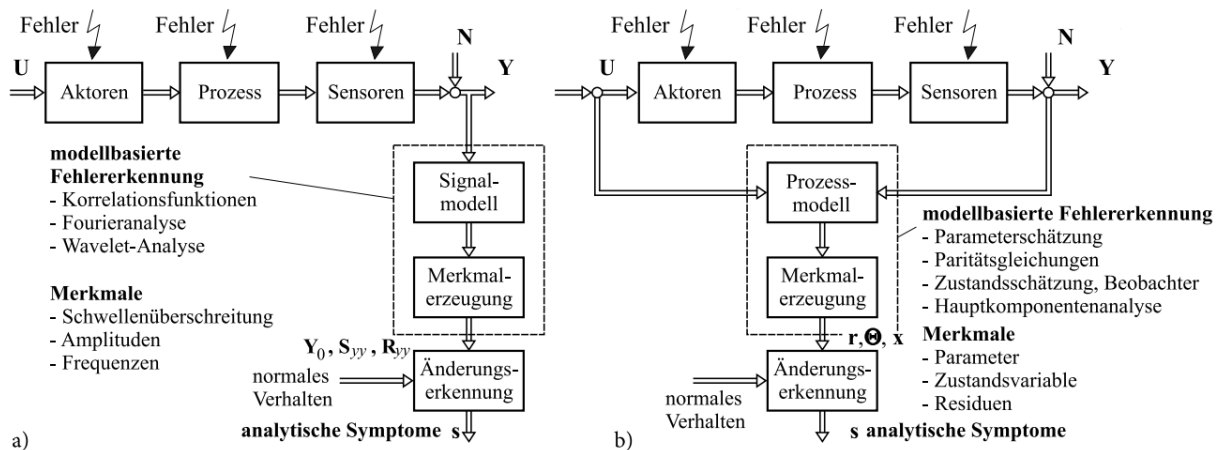 Fehler
Fehler
Fehler
N
U
Y
Aktoren
Prozess
Sensoren
modellbasierte
Fehlererkennung
- Korrelationsfunktionen
- Fourieranalyse
- Wavelet-Analyse
Signal-
modell
Merkmal-
erzeugung
Merkmale
- Schwellenüberschreitung
- Amplituden
- Frequenzen
Y₀ , S_yy , R_yy
normales
Verhalten
Änderungs-
erkennung
analytische Symptome s
a)
Fehler
Fehler
Fehler
N
U
Y
Aktoren
Prozess
Sensoren
Prozess-
modell
Merkmal-
erzeugung
modellbasierte Fehlererkennung
- Parameterschätzung
- Paritätsgleichungen
- Zustandsschätzung, Beobachter
- Hauptkomponentenanalyse
r, Θ, x
Merkmale
- Parameter
- Zustandsvariable
- Residuen
normales
Verhalten
Änderungs-
erkennung
s analytische Symptome
b)